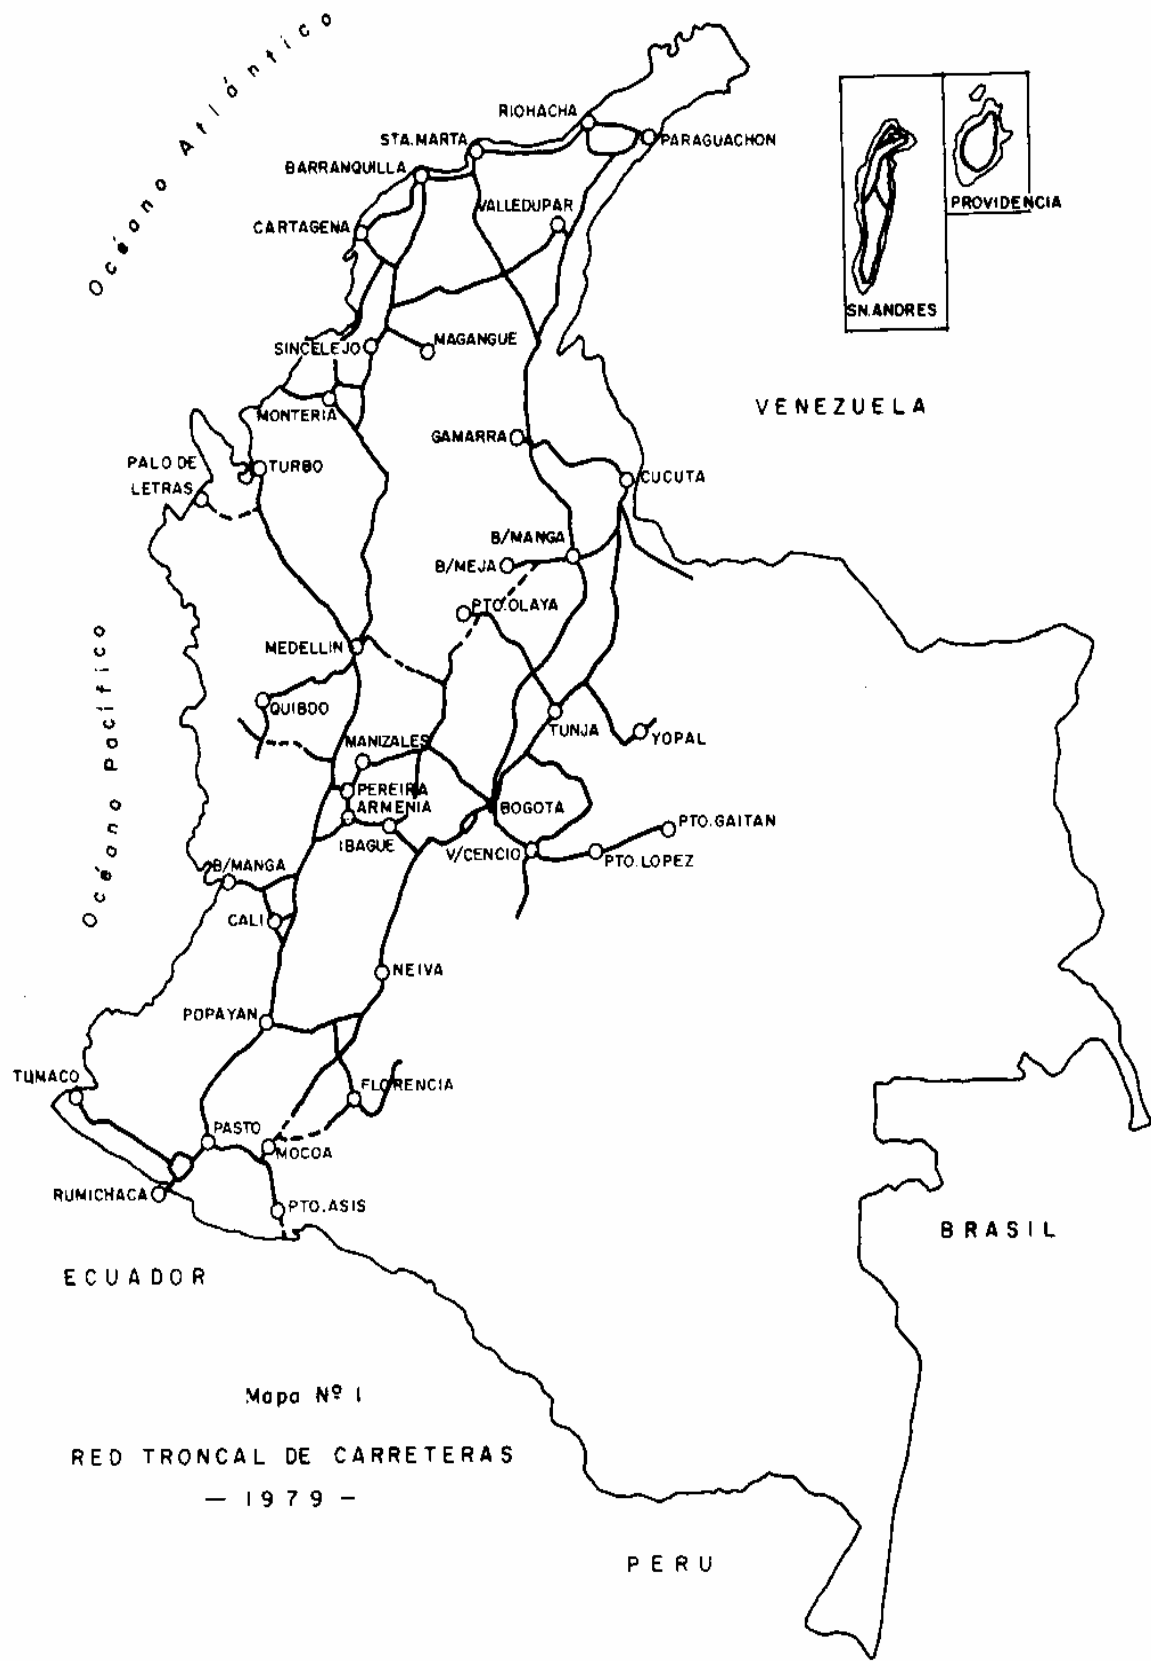 Océano Atlántico
RIOHACHA
STA. MARTA
PARAGUACHON
BARRANQUILLA
VALLEDUPAR
PROVIDENCIA
CARTAGENA
SN. ANDRES
SINCELEJO
MAGANGUE
VENEZUELA
MONTERIA
GAMARRA
PALO DE
LETRAS
TURBO
CUCUTA
B/MANGA
B/MEJA
PTO. OLAYA
Océano Pacífico
MEDELLIN
QUIBDO
TUNJA
YOPAL
MANIZALES
PEREIRA
ARMENIA
BOGOTA
PTO. GAITAN
IBAGUE
V/CENCIO
PTO. LOPEZ
B/MANGA
CALI
NEIVA
POPAYAN
TUMACO
FLORENCIA
PASTO
MOCOA
RUMICHACA
PTO. ASIS
BRASIL
ECUADOR
Mapa Nº 1
RED TRONCAL DE CARRETERAS
— 1979 —
PERU